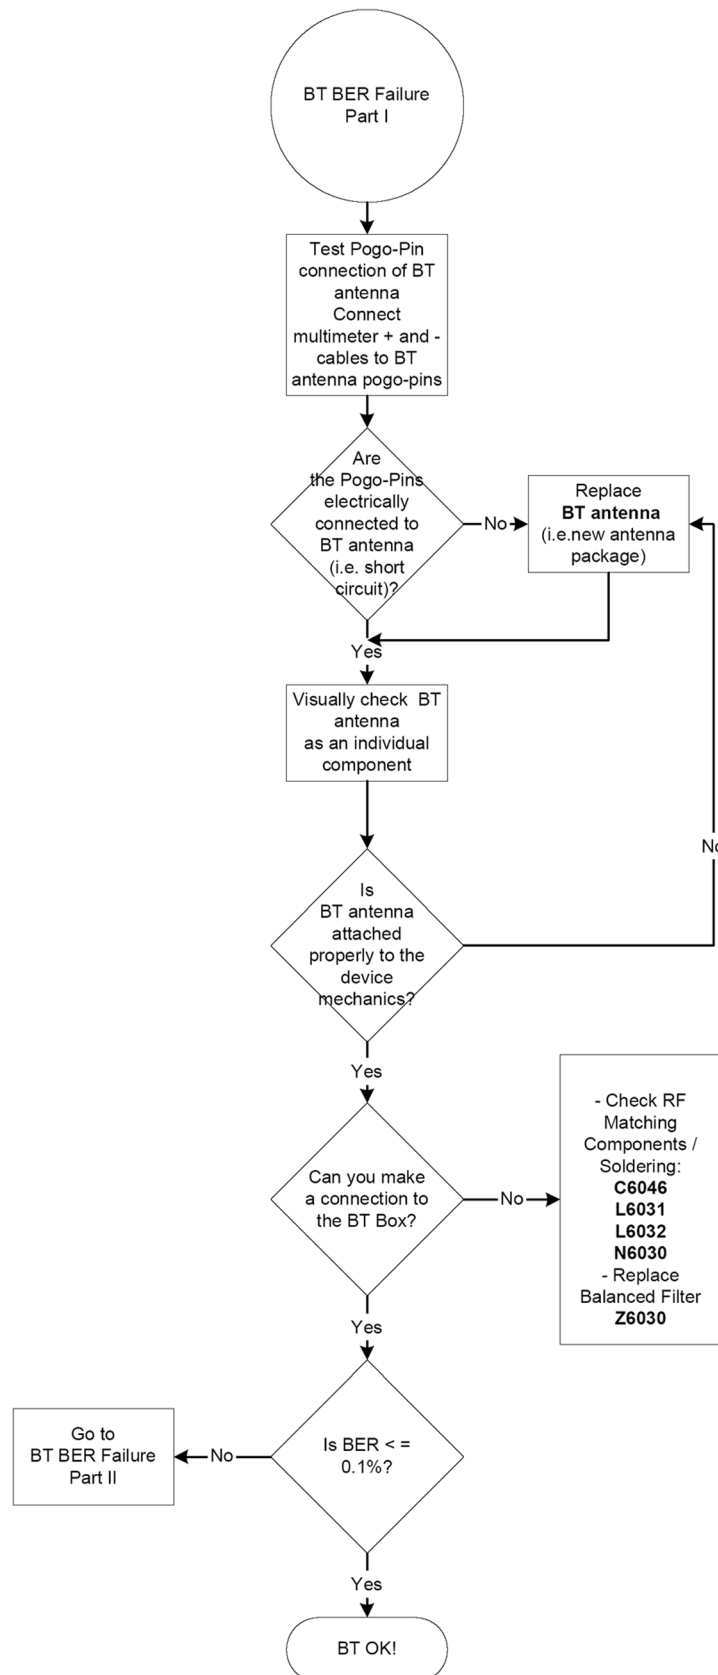 BT BER Failure
Part I
Test Pogo-Pin
connection of BT
antenna
Connect
multimeter + and -
cables to BT
antenna pogo-pins
Are
the Pogo-Pins
electrically
connected to
BT antenna
(i.e. short
circuit)?
No
Replace
BT antenna
(i.e.new antenna
package)
Yes
Visually check  BT
antenna
as an individual
component
No
Is
BT antenna
attached
properly to the
device
mechanics?
Yes
- Check RF
Matching
Components /
Soldering:
C6046
L6031
L6032
N6030
- Replace
Balanced Filter
Z6030
Can you make
a connection to
the BT Box?
No
Yes
Is BER < =
0.1%?
No
Go to
BT BER Failure
Part II
Yes
BT OK!